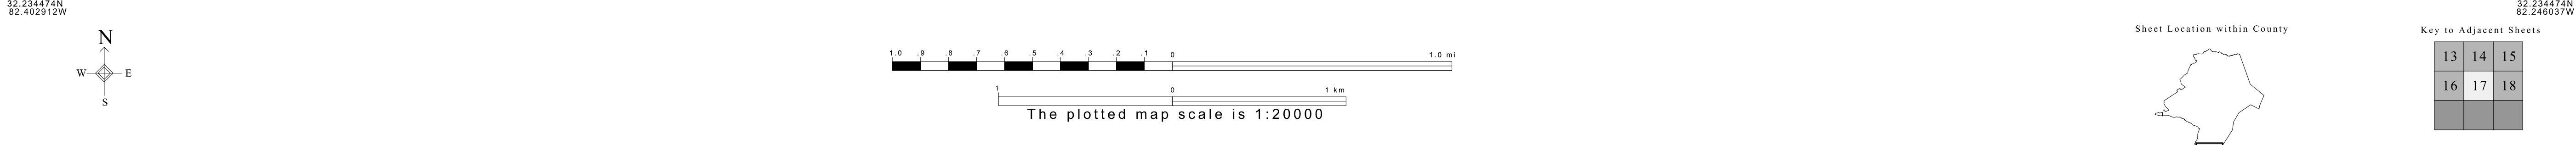 32.234474N
82.402912W
N
W E
S
1.0 .9 .8 .7 .6 .5 .4 .3 .2 .1 0 1.0 mi
1 0 1 km
The plotted map scale is 1:20000
Sheet Location within County
32.234474N
82.246037W
Key to Adjacent Sheets
13 14 15
16 17 18